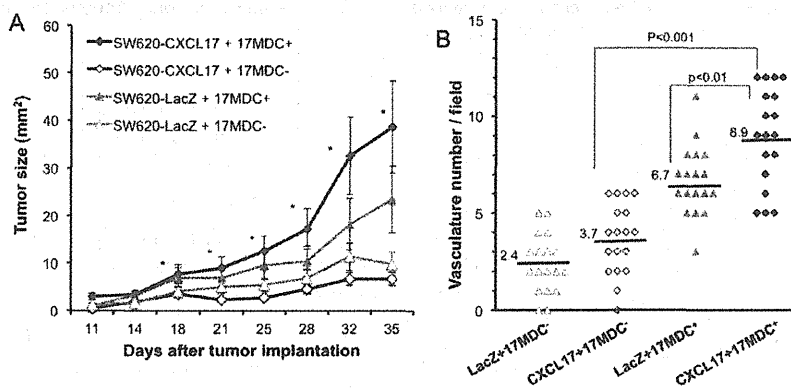 A
Tumor size (mm²)
60
50
40
30
20
10
0
SW620-CXCL17 + 17MDC+
SW620-CXCL17 + 17MDC-
SW620-LacZ + 17MDC+
SW620-LacZ + 17MDC-
* * * * * *
11 14 18 21 25 28 32 35
Days after tumor implantation
B
Vasculature number / field
15
10
5
0
P<0.001
p<0.01
2.4
3.7
6.7
8.9
LacZ+17MDC-
CXCL17+17MDC-
LacZ+17MDC+
CXCL17+17MDC+